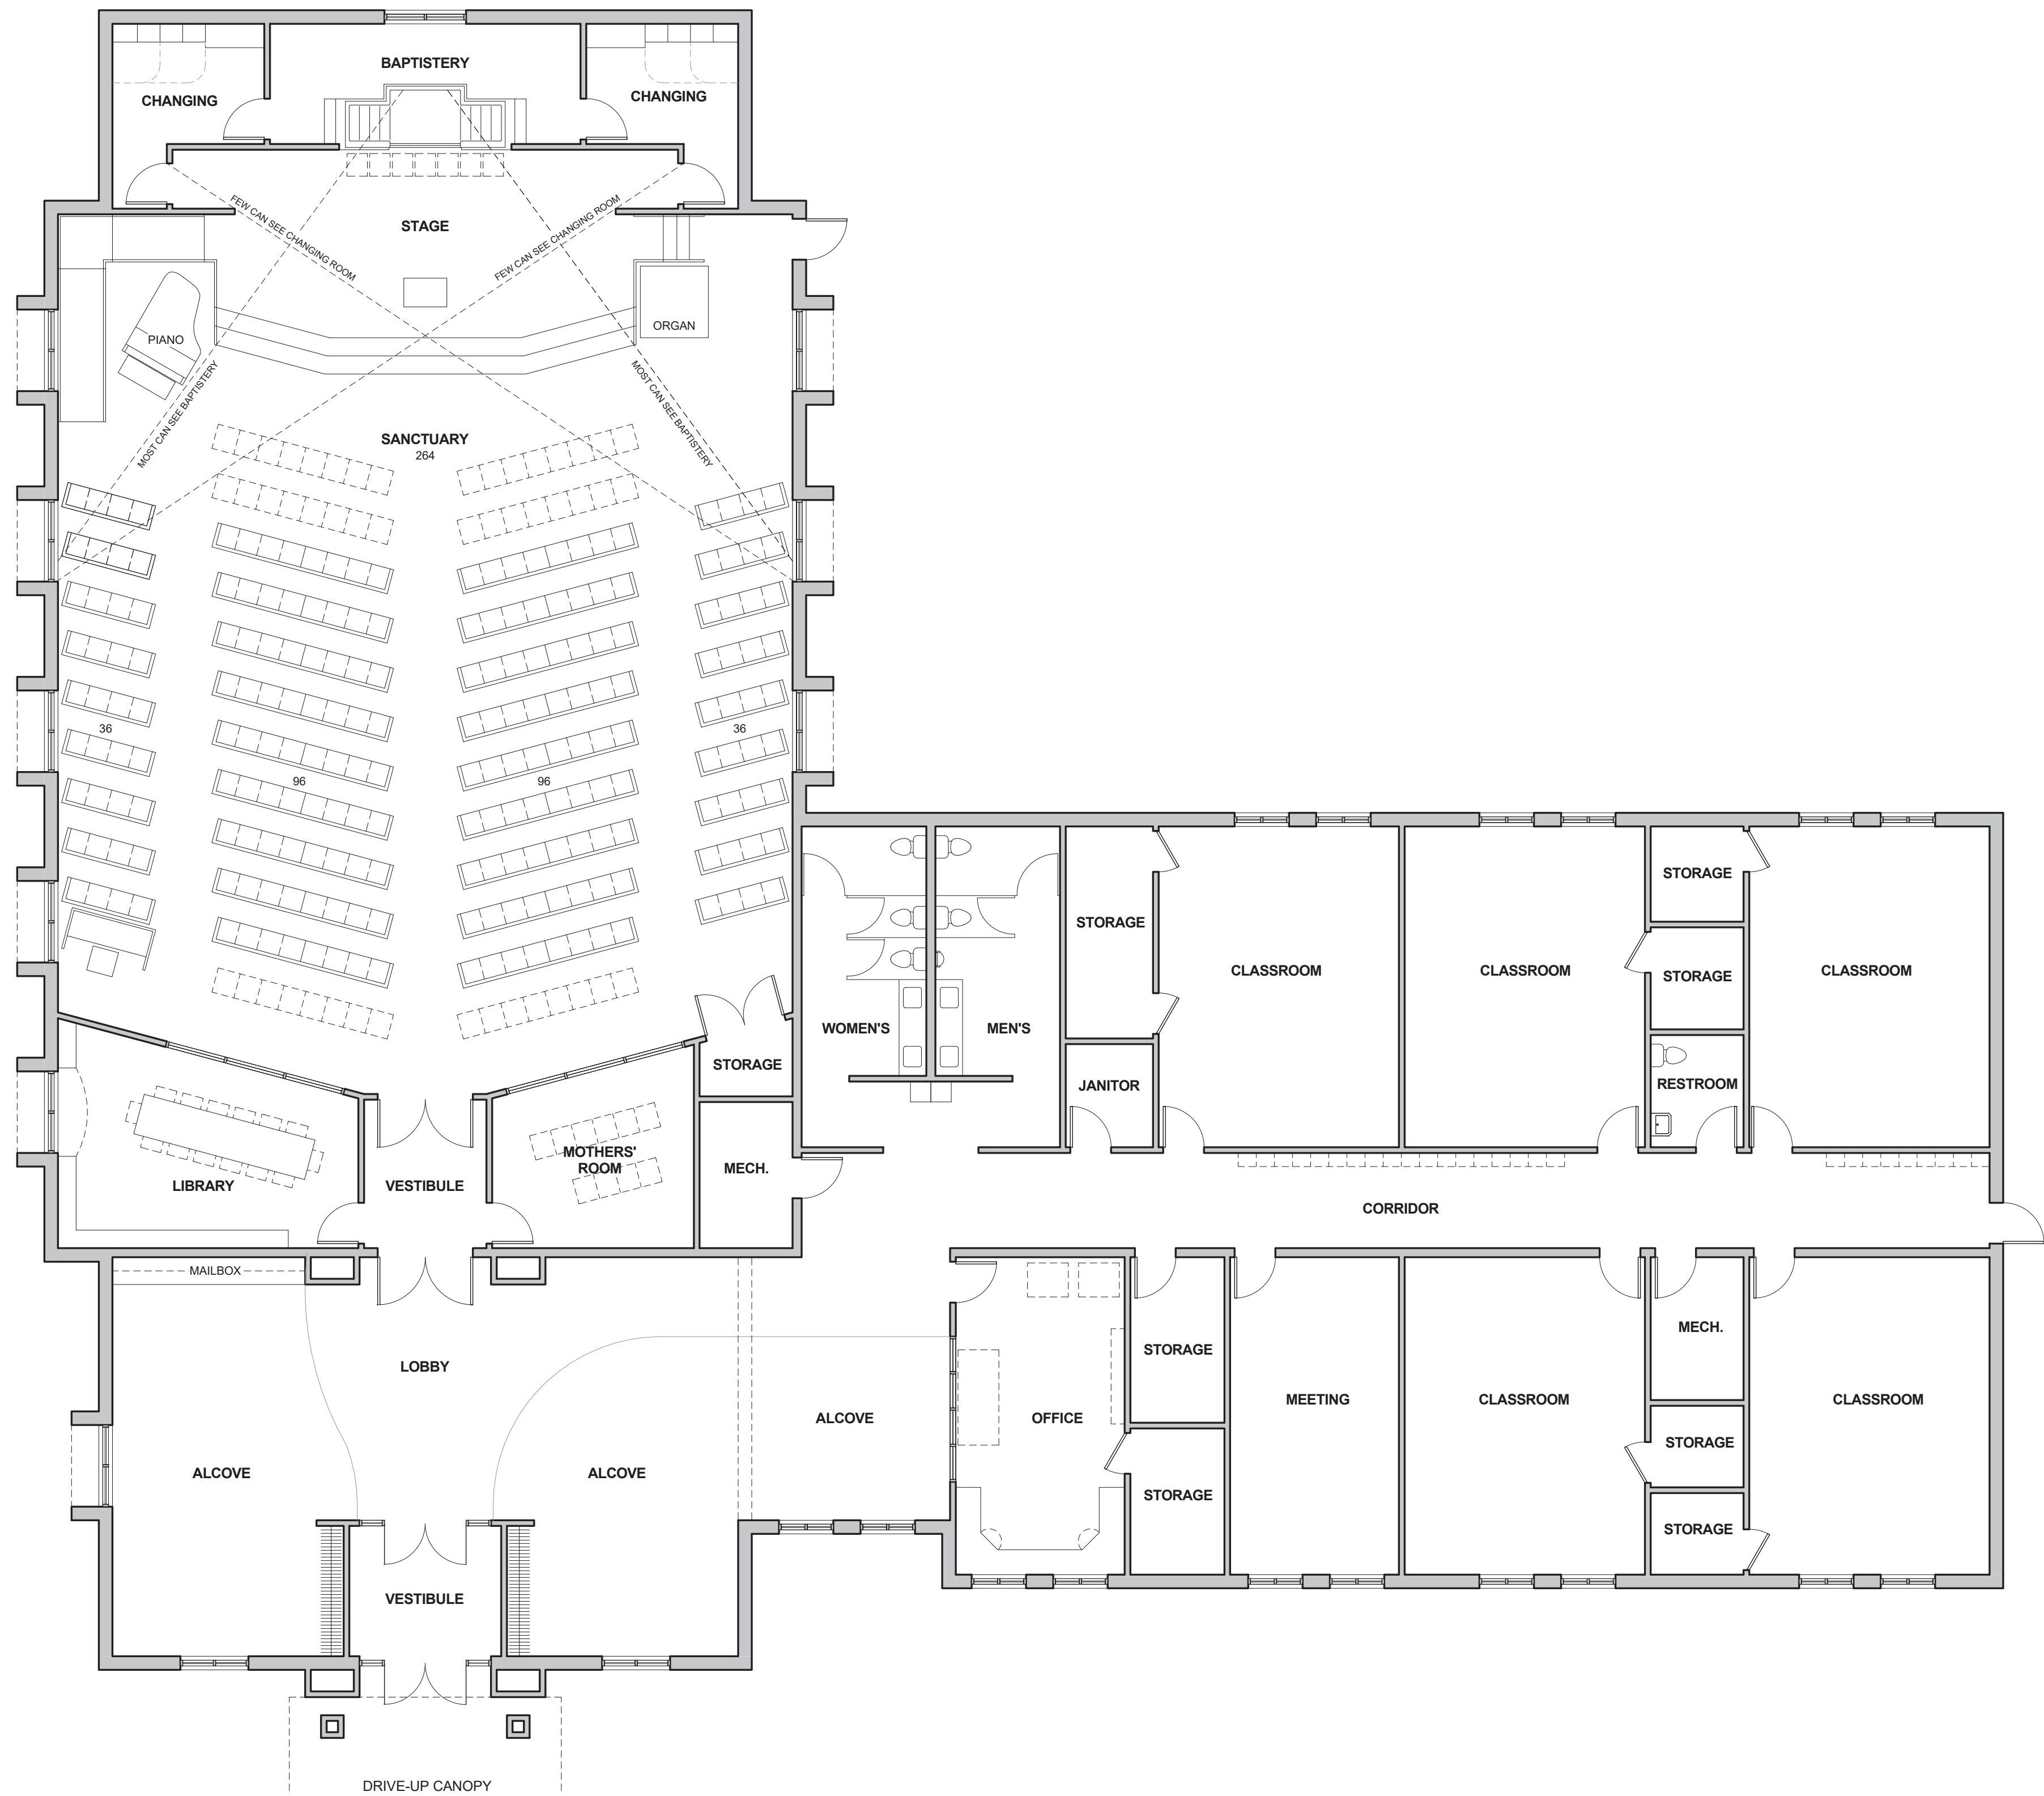 BAPTISTERY
CHANGING
CHANGING
FEW CAN SEE CHANGING ROOM
FEW CAN SEE CHANGING ROOM
STAGE
PIANO
ORGAN
MOST CAN SEE BAPTISTERY
MOST CAN SEE BAPTISTERY
SANCTUARY
264
36
36
96
96
STORAGE
STORAGE
STORAGE
CLASSROOM
CLASSROOM
CLASSROOM
WOMEN'S
MEN'S
STORAGE
JANITOR
RESTROOM
MOTHERS'
ROOM
MECH.
LIBRARY
VESTIBULE
CORRIDOR
MAILBOX
LOBBY
STORAGE
MECH.
MEETING
CLASSROOM
CLASSROOM
ALCOVE
OFFICE
STORAGE
ALCOVE
ALCOVE
STORAGE
STORAGE
VESTIBULE
DRIVE-UP CANOPY